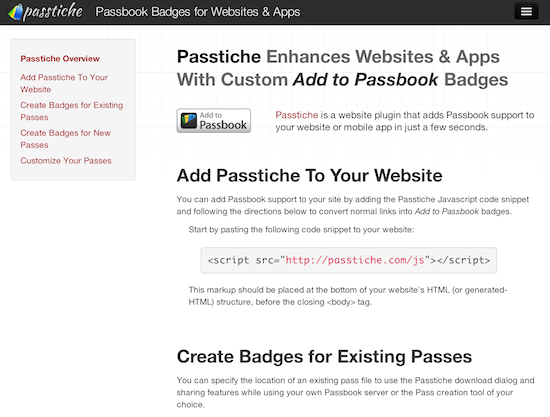 passtiche Passbook Badges for Websites & Apps
Passtiche Overview
Add Passtiche To Your
Website
Create Badges for Existing
Passes
Create Badges for New
Passes
Customize Your Passes
Passtiche Enhances Websites & Apps
With Custom Add to Passbook Badges
Add to
Passbook
Passtiche is a website plugin that adds Passbook support to
your website or mobile app in just a few seconds.
Add Passtiche To Your Website
You can add Passbook support to your site by adding the Passtiche Javascript code snippet
and following the directions below to convert normal links into Add to Passbook badges.
Start by pasting the following code snippet to your website:
<script src="http://passtiche.com/js"></script>
This markup should be placed at the bottom of your website's HTML (or generated-
HTML) structure, before the closing <body> tag.
Create Badges for Existing Passes
You can specify the location of an existing pass file to use the Passtiche download dialog and
sharing features while using your own Passbook server or the Pass creation tool of your
choice.